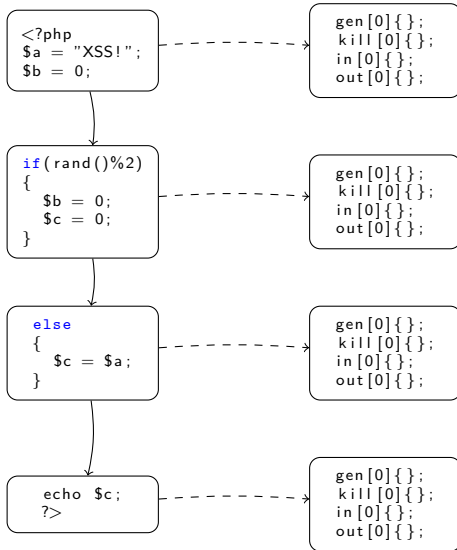 <?php
$a = "XSS!";
$b = 0;
gen[0]{};
kill[0]{};
in[0]{};
out[0]{};
if(rand()%2)
{
$b = 0;
$c = 0;
}
gen[0]{};
kill[0]{};
in[0]{};
out[0]{};
else
{
$c = $a;
}
gen[0]{};
kill[0]{};
in[0]{};
out[0]{};
echo $c;
?>
gen[0]{};
kill[0]{};
in[0]{};
out[0]{};